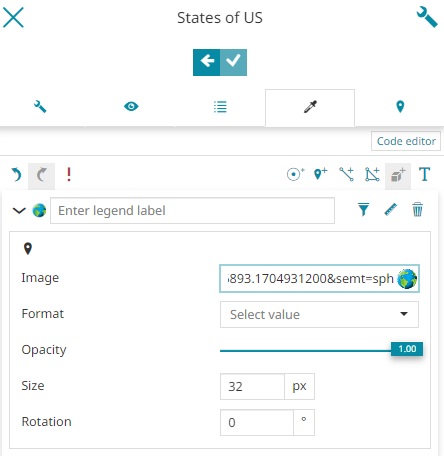 States of US
Code editor
T
Enter legend label
Image
893.1704931200&semt=sph
Format
Select value
Opacity
1.00
Size
32 px
Rotation
0 °